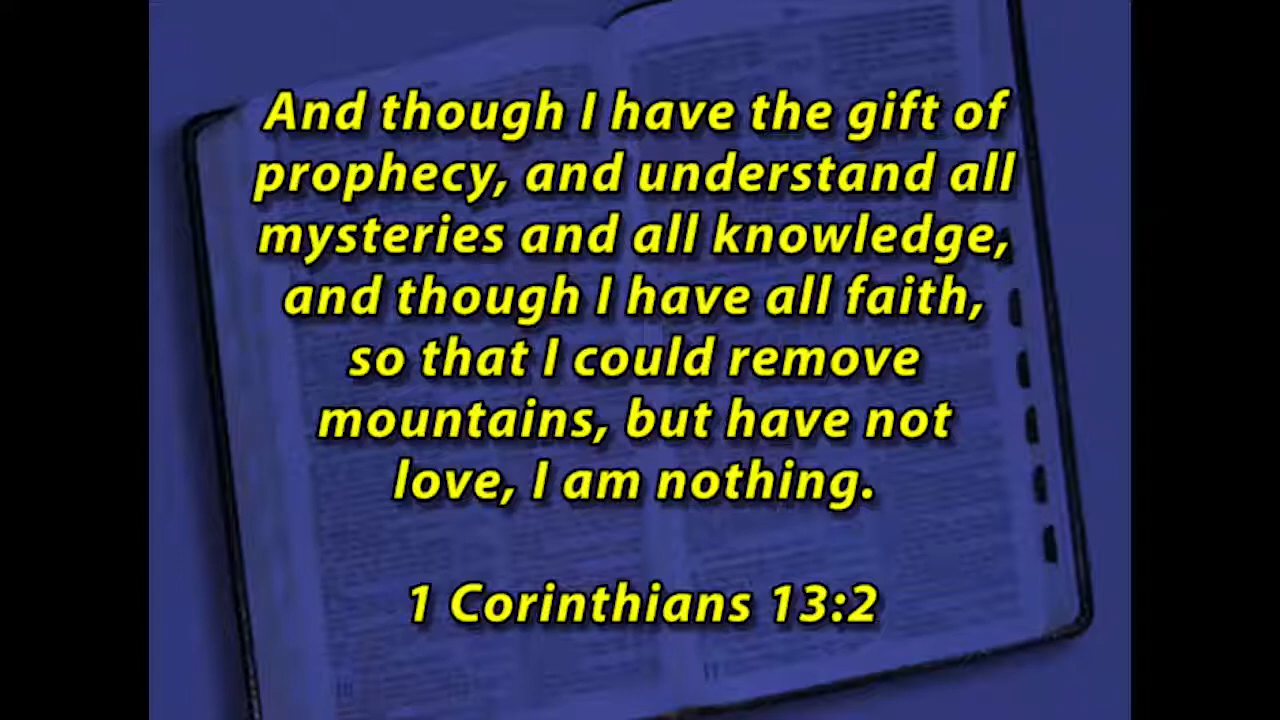 And though I have the gift of
prophecy, and understand all
mysteries and all knowledge,
and though I have all faith,
so that I could remove
mountains, but have not
love, I am nothing.
1 Corinthians 13:2